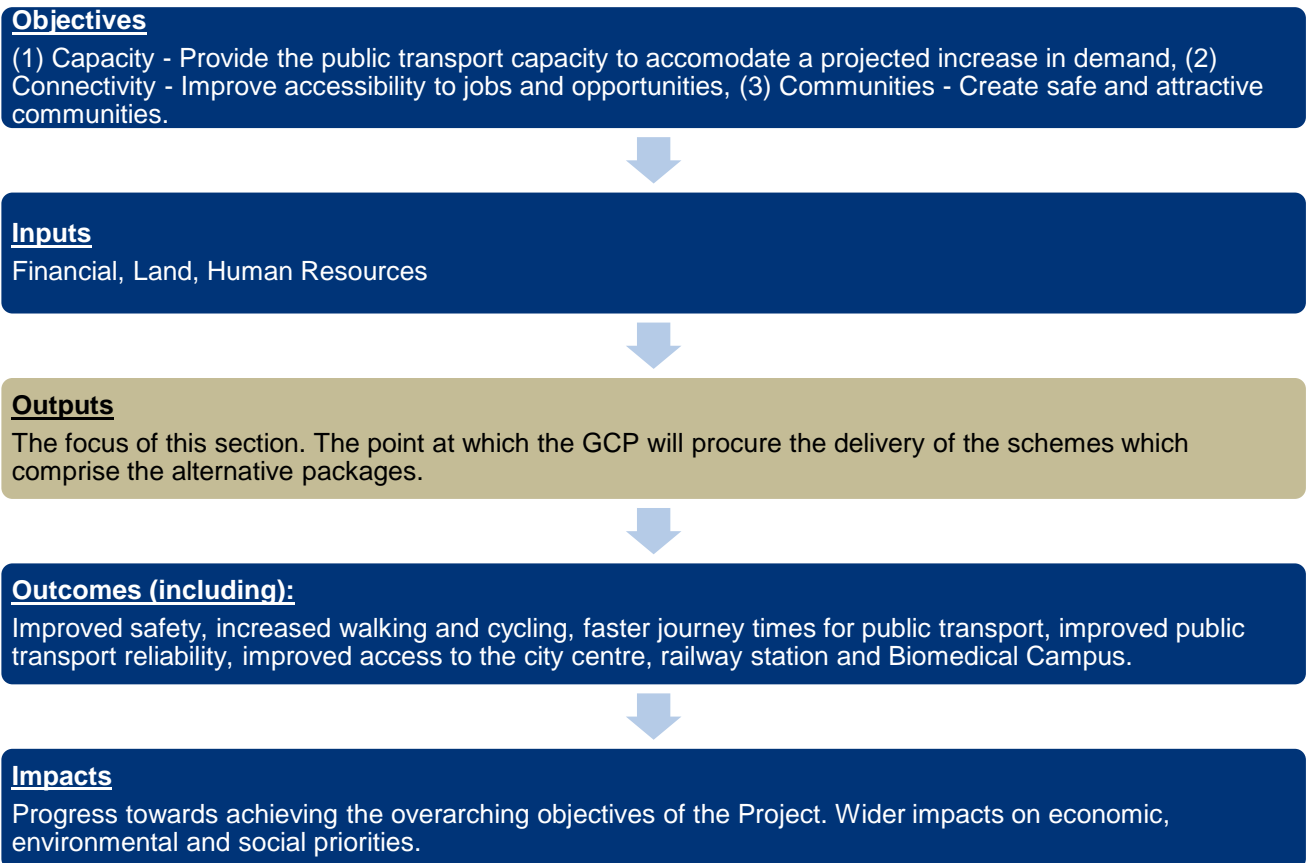 Objectives
(1) Capacity - Provide the public transport capacity to accomodate a projected increase in demand, (2)
Connectivity - Improve accessibility to jobs and opportunities, (3) Communities - Create safe and attractive
communities.
Inputs
Financial, Land, Human Resources
Outputs
The focus of this section. The point at which the GCP will procure the delivery of the schemes which
comprise the alternative packages.
Outcomes (including):
Improved safety, increased walking and cycling, faster journey times for public transport, improved public
transport reliability, improved access to the city centre, railway station and Biomedical Campus.
Impacts
Progress towards achieving the overarching objectives of the Project. Wider impacts on economic,
environmental and social priorities.